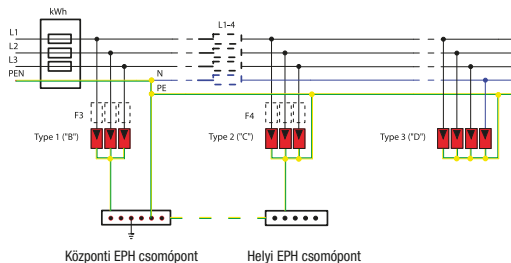 kWh
L1-4
L1
L2
L3
PEN
N
PE
F3
F4
Type 1 ("B")
Type 2 ("C")
Type 3 ("D")
Központi EPH csomópont
Helyi EPH csomópont